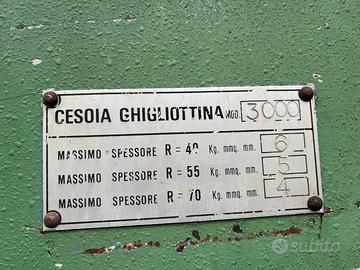 CESOIA GHIGLIOTTINA MOD. 3000
MASSIMO SPESSORE R = 40 Kg. mmq. mm. 6
MASSIMO SPESSORE R = 55 Kg. mmq. mm. 5
MASSIMO SPESSORE R = 70 Kg. mmq. mm. 4
subito